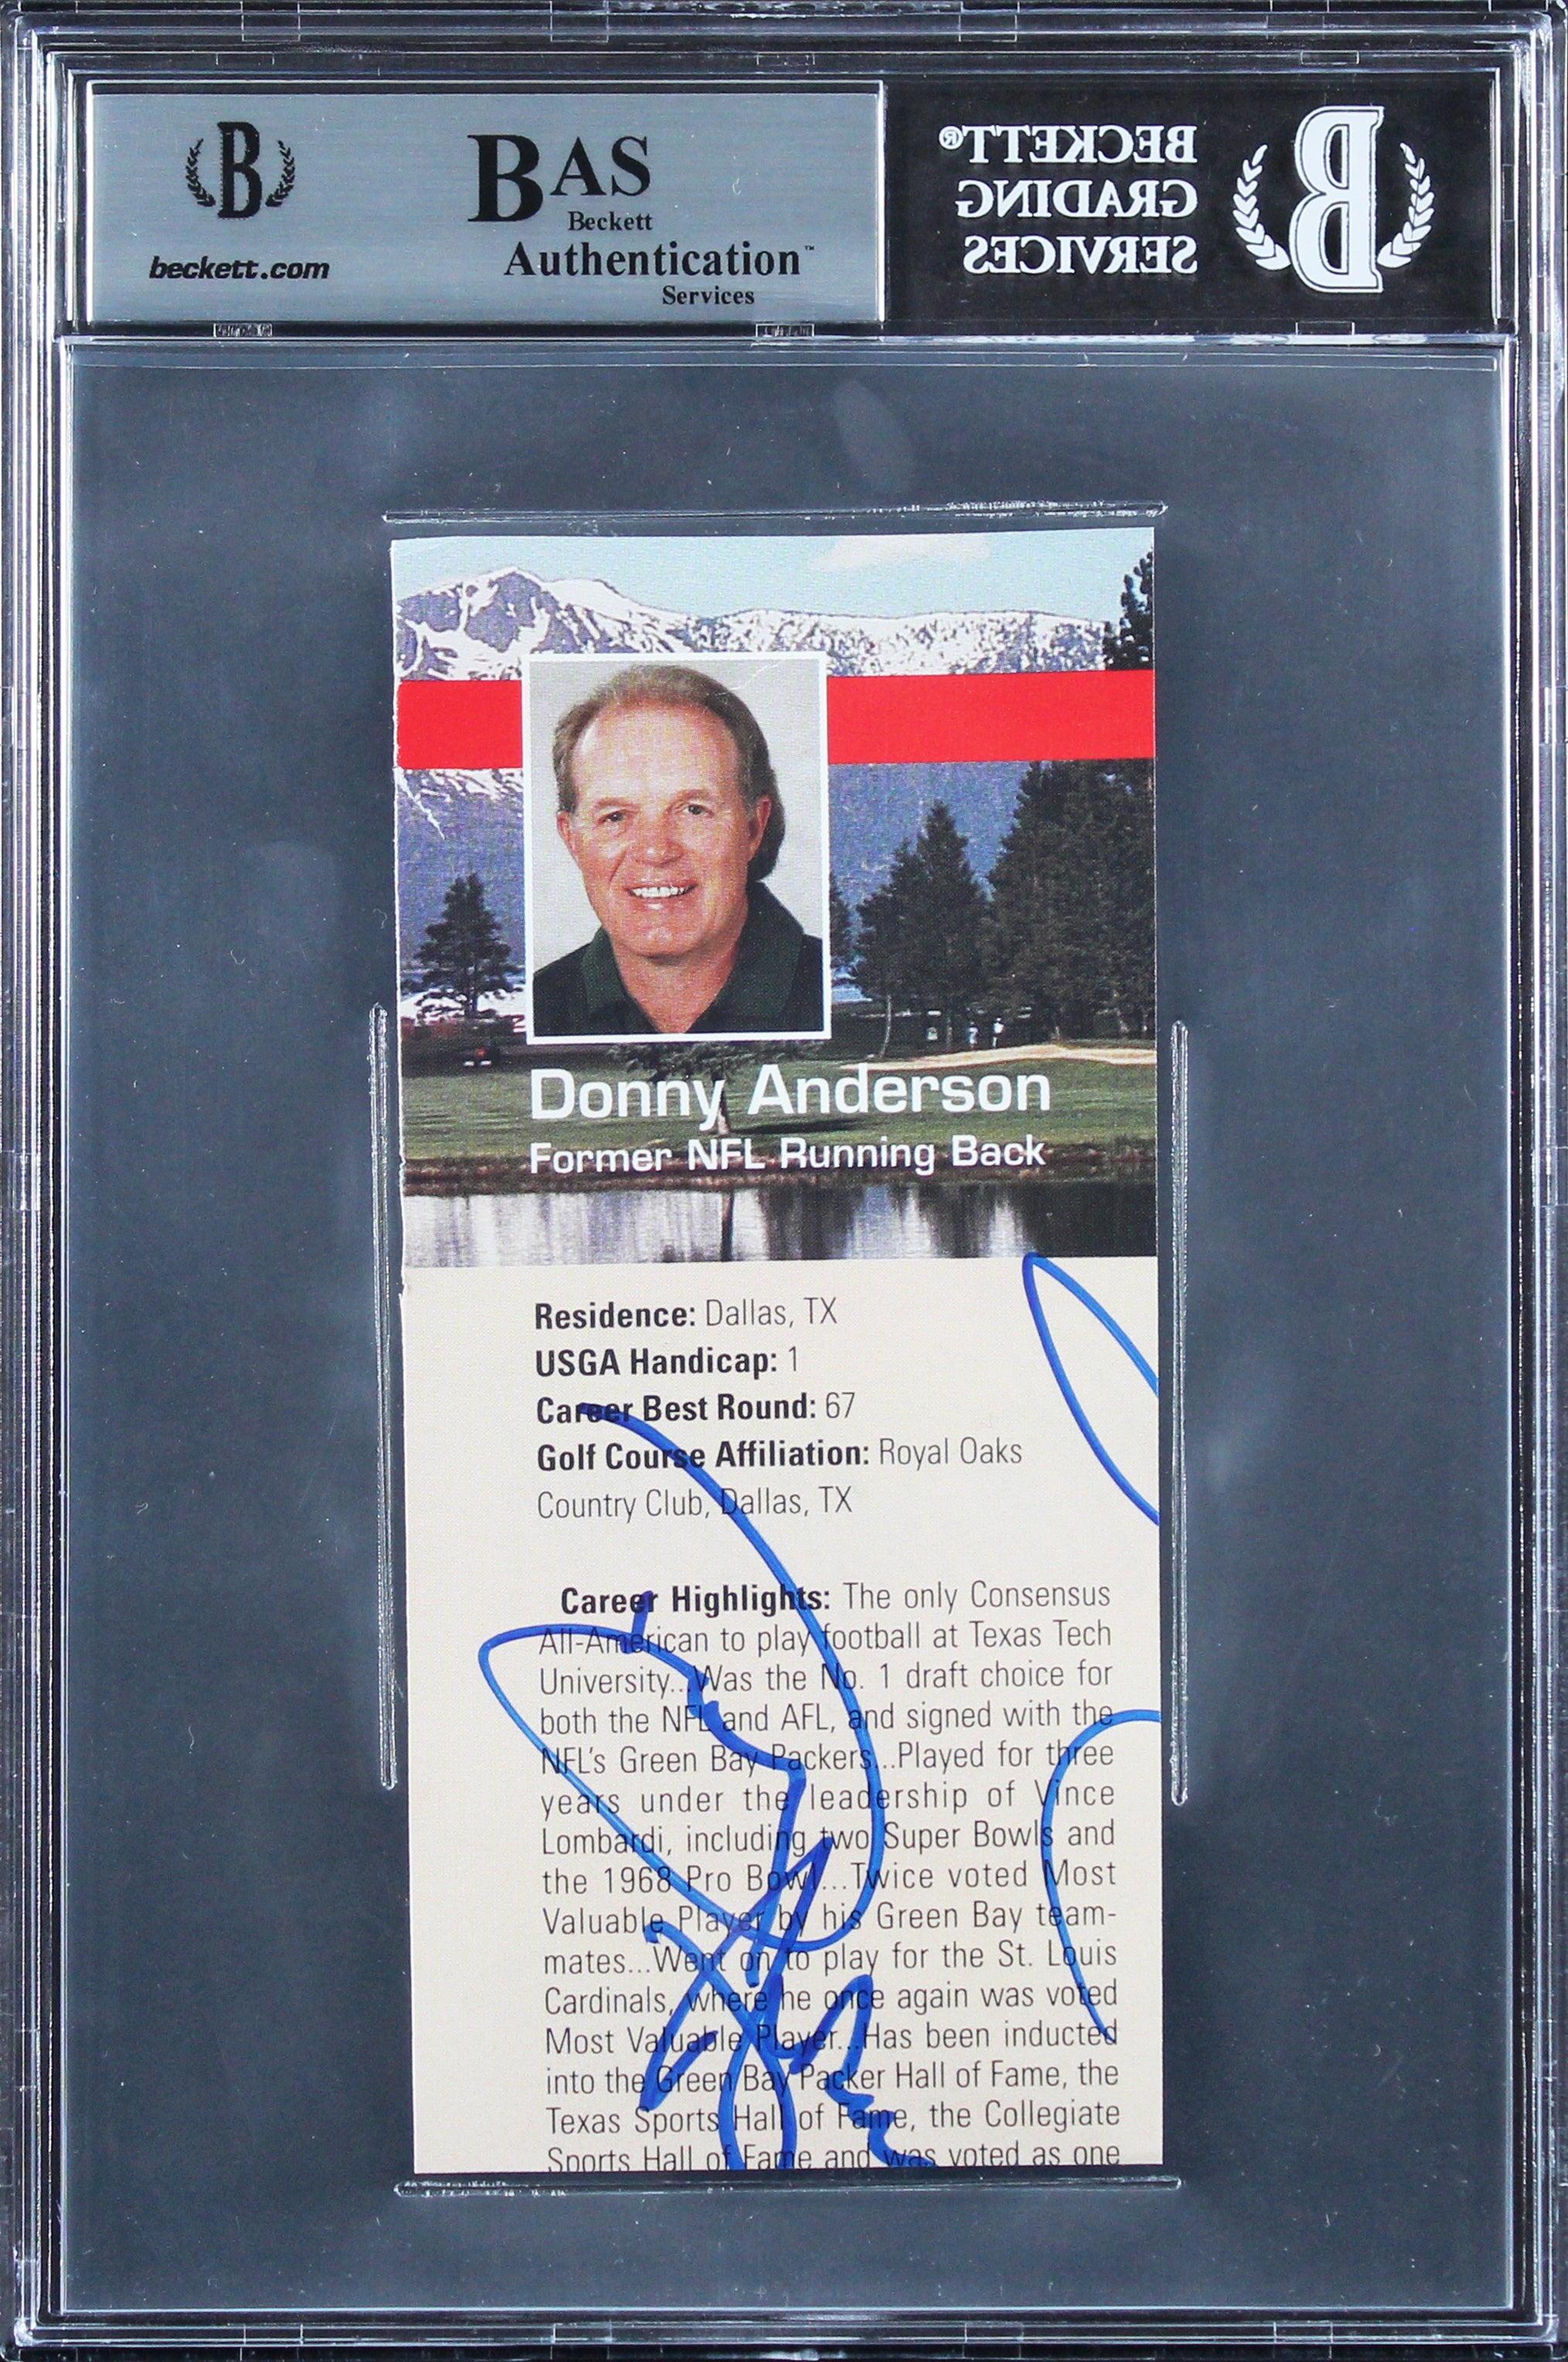 B
beckett.com
BAS
Beckett
Authentication™
Services
BECKETT®
GRADING
SERVICES
B
Donny Anderson
Former NFL Running Back
Residence: Dallas, TX
USGA Handicap: 1
Career Best Round: 67
Golf Course Affiliation: Royal Oaks
Country Club, Dallas, TX
Career Highlights: The only Consensus
All-American to play football at Texas Tech
University...Was the No. 1 draft choice for
both the NFL and AFL, and signed with the
NFL's Green Bay Packers...Played for three
years under the leadership of Vince
Lombardi, including two Super Bowls and
the 1968 Pro Bowl...Twice voted Most
Valuable Player by his Green Bay team-
mates...Went on to play for the St. Louis
Cardinals, where he once again was voted
Most Valuable Player...Has been inducted
into the Green Bay Packer Hall of Fame, the
Texas Sports Hall of Fame, the Collegiate
Sports Hall of Fame and was voted as one